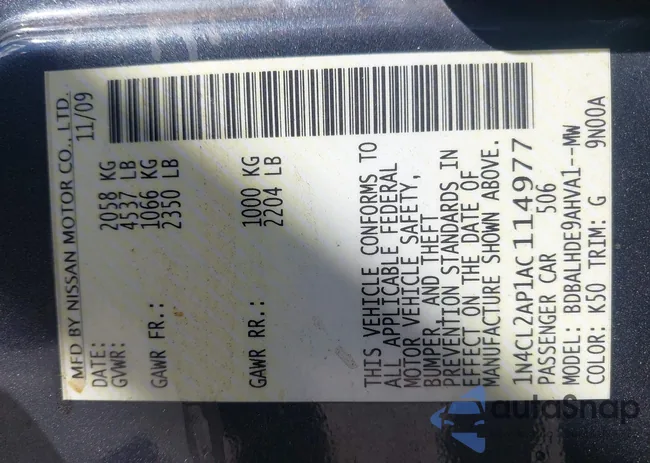 MFD BY NISSAN MOTOR CO., LTD.
DATE: 11/09
GVWR: 2058 KG
4537 LB
GAWR FR.: 1066 KG
2350 LB
GAWR RR.: 1000 KG
2204 LB
THIS VEHICLE CONFORMS TO
ALL APPLICABLE FEDERAL
MOTOR VEHICLE SAFETY,
BUMPER, AND THEFT
PREVENTION STANDARDS IN
EFFECT ON THE DATE OF
MANUFACTURE SHOWN ABOVE.
1N4CL2AP1AC114977
PASSENGER CAR 506
MODEL: BDBALHDE9AHVA1--MW
COLOR: K50 TRIM: G 9N00A
autoSnap